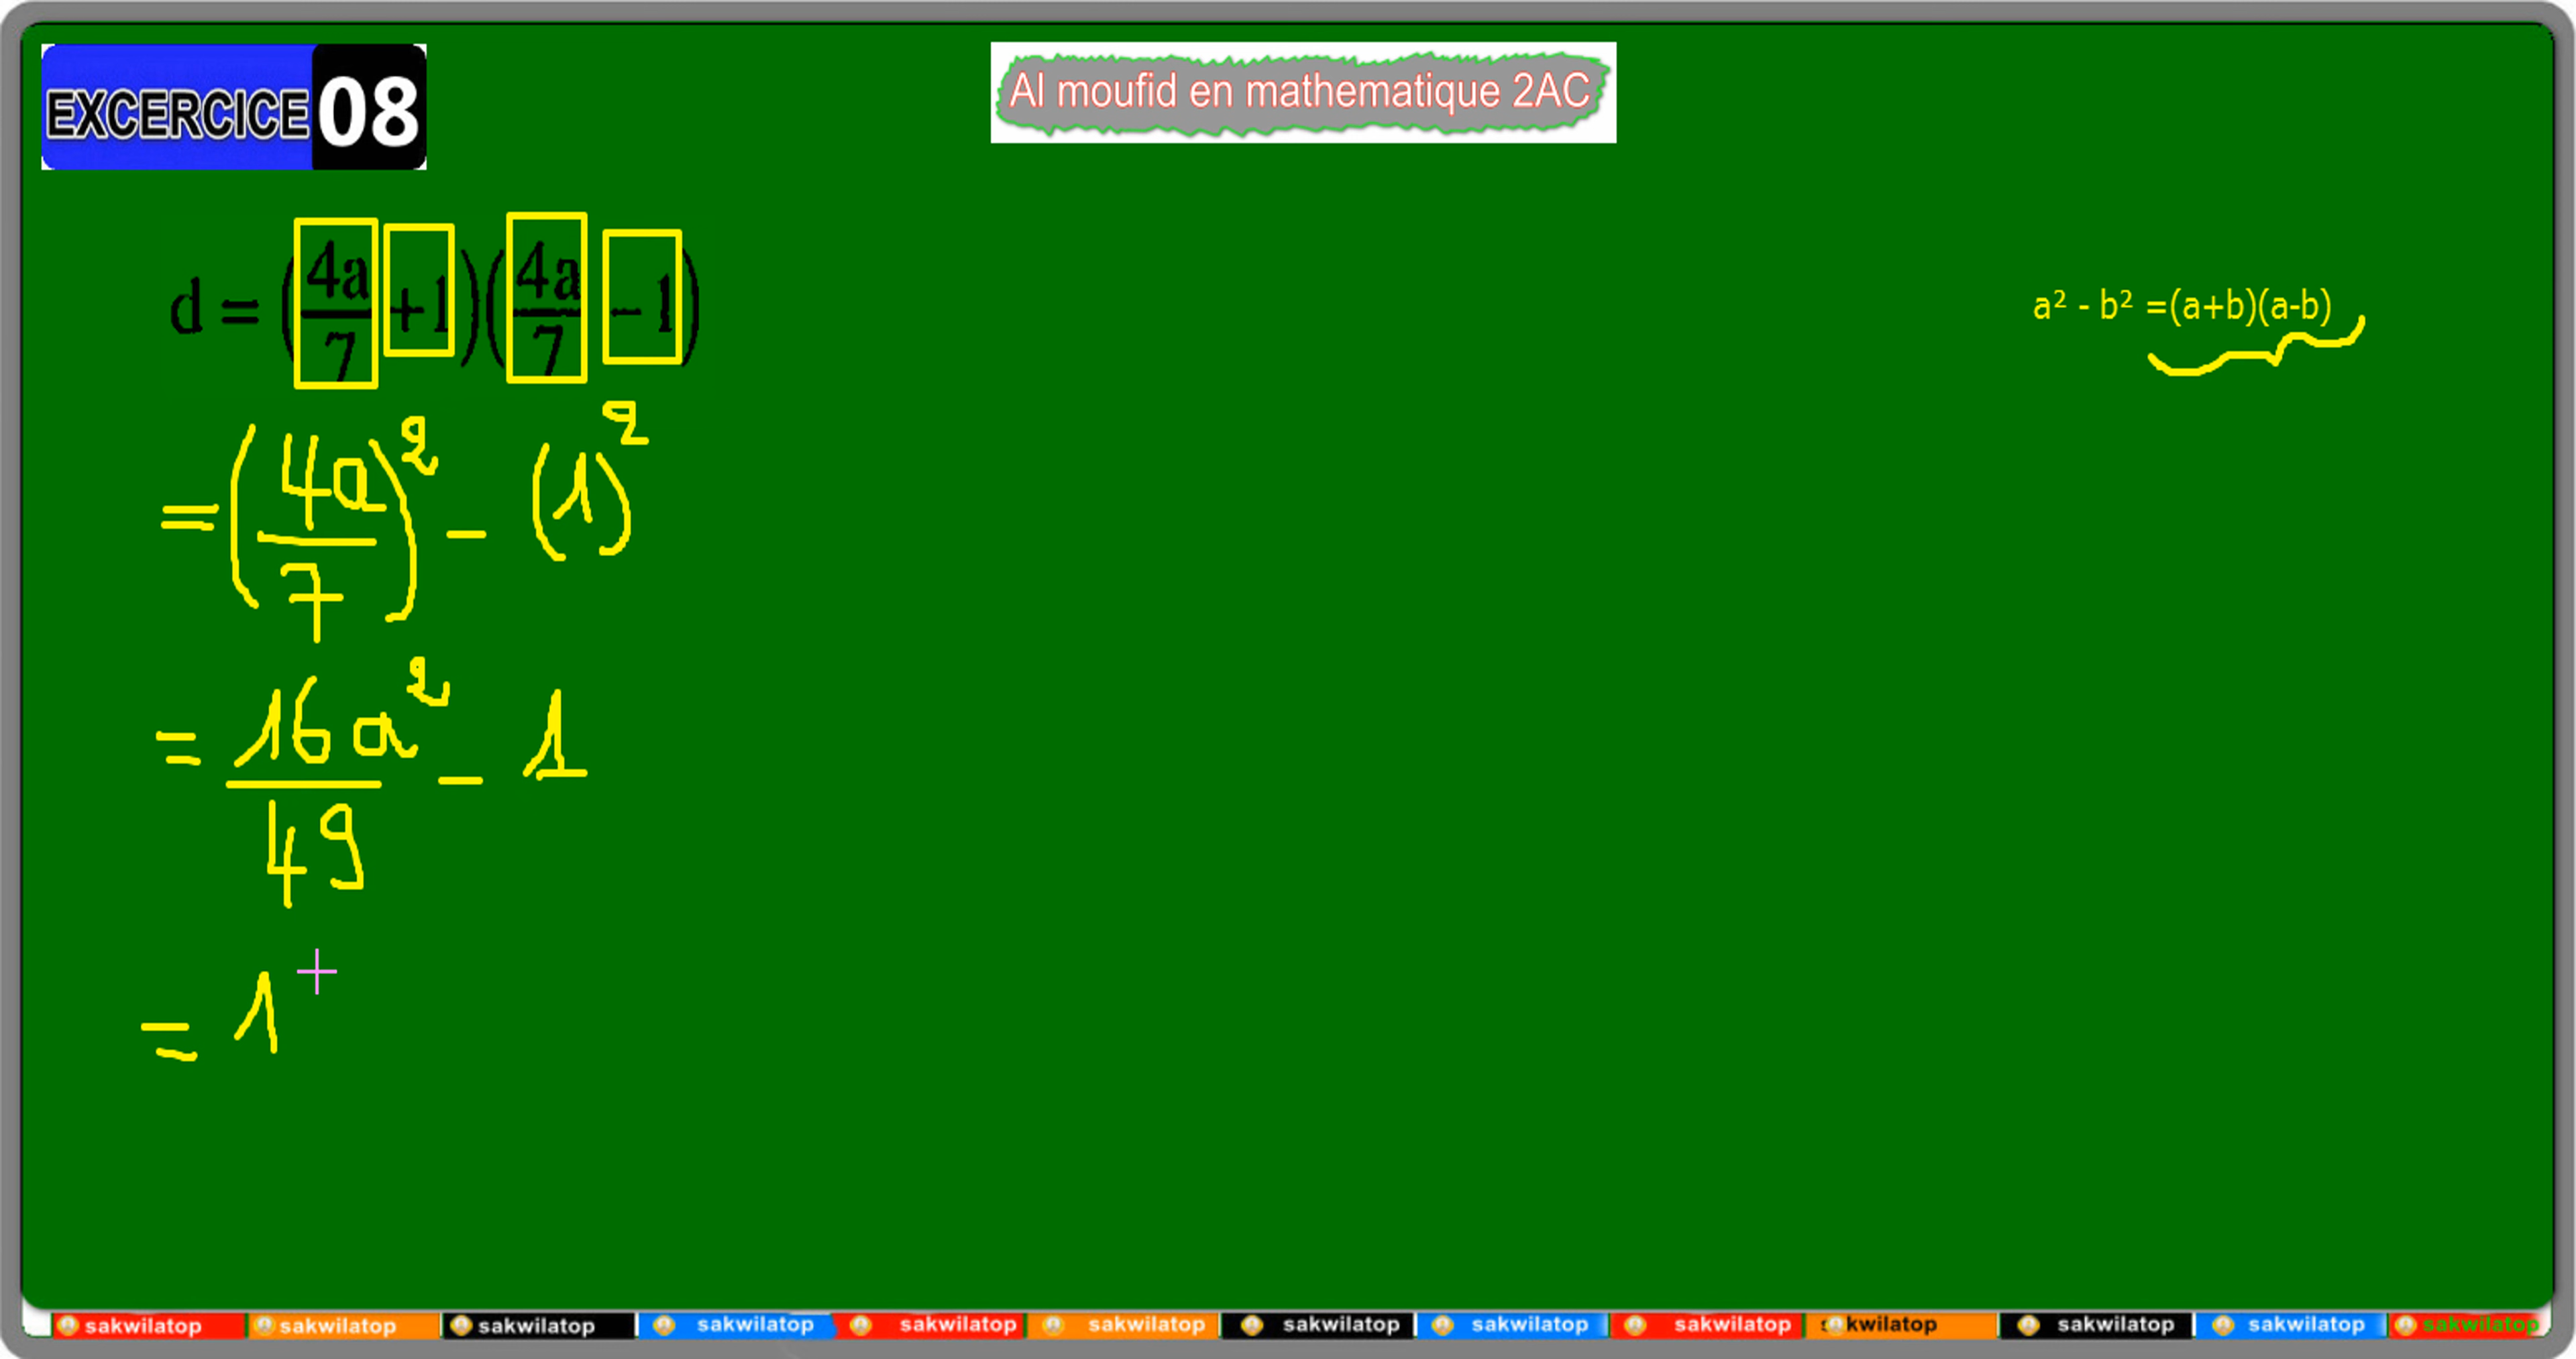 EXCERCICE 08
Al moufid en mathematique 2AC
d = (4a/7 +1)(4a/7 −1)
a² - b² =(a+b)(a-b)
= (4a/7)² - (1)²
= 16a²/49 - 1
= 1
sakwilatop sakwilatop sakwilatop sakwilatop sakwilatop sakwilatop sakwilatop sakwilatop sakwilatop kwilatop sakwilatop sakwilatop sakwilatop